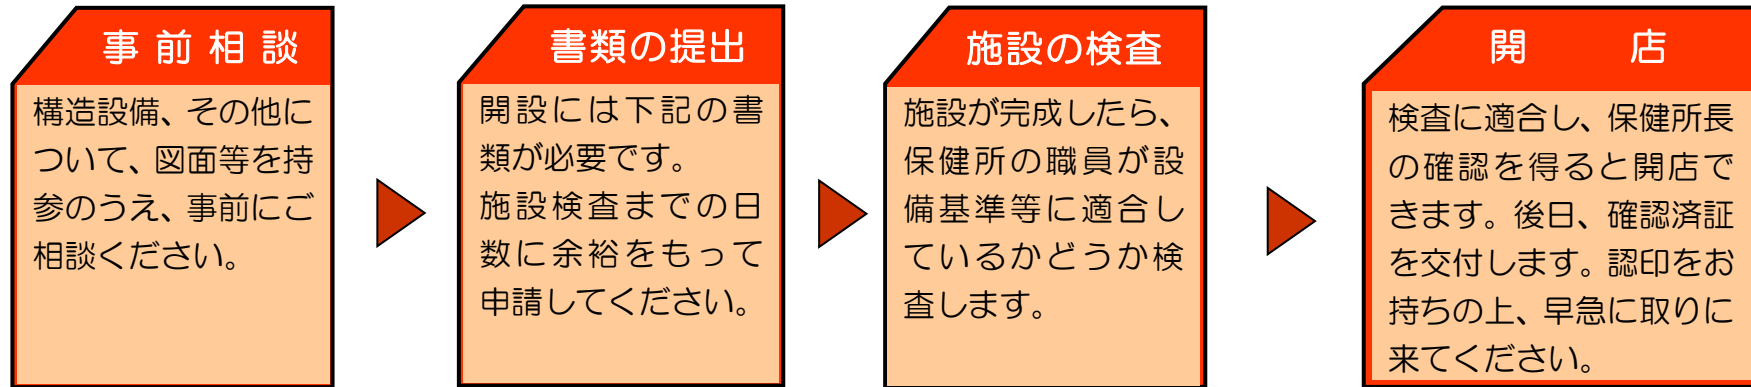 事前相談
構造設備、その他に
ついて、図面等を持
参のうえ、事前にご
相談ください。
書類の提出
開設には下記の書
類が必要です。
施設検査までの日
数に余裕をもって
申請してください。
施設の検査
施設が完成したら、
保健所の職員が設
備基準等に適合し
ているかどうか検
査します。
開店
検査に適合し、保健所長
の確認を得ると開店で
きます。後日、確認済証
を交付します。認印をお
持ちの上、早急に取りに
来てください。